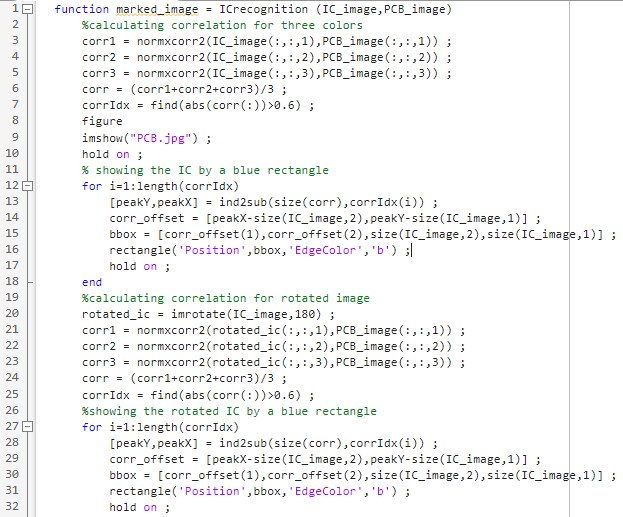 1 function marked_image = ICrecognition (IC_image,PCB_image)
2 %calculating correlation for three colors
3 corr1 = normxcorr2(IC_image(:,:,1),PCB_image(:,:,1)) ;
4 corr2 = normxcorr2(IC_image(:,:,2),PCB_image(:,:,2)) ;
5 corr3 = normxcorr2(IC_image(:,:,3),PCB_image(:,:,3)) ;
6 corr = (corr1+corr2+corr3)/3 ;
7 corrIdx = find(abs(corr(:))>0.6) ;
8 figure
9 imshow("PCB.jpg") ;
10 hold on ;
11 % showing the IC by a blue rectangle
12 for i=1:length(corrIdx)
13 [peakY,peakX] = ind2sub(size(corr),corrIdx(i)) ;
14 corr_offset = [peakX-size(IC_image,2),peakY-size(IC_image,1)] ;
15 bbox = [corr_offset(1),corr_offset(2),size(IC_image,2),size(IC_image,1)] ;
16 rectangle('Position',bbox,'EdgeColor','b') ;
17 hold on ;
18 end
19 %calculating correlation for rotated image
20 rotated_ic = imrotate(IC_image,180) ;
21 corr1 = normxcorr2(rotated_ic(:,:,1),PCB_image(:,:,1)) ;
22 corr2 = normxcorr2(rotated_ic(:,:,2),PCB_image(:,:,2)) ;
23 corr3 = normxcorr2(rotated_ic(:,:,3),PCB_image(:,:,3)) ;
24 corr = (corr1+corr2+corr3)/3 ;
25 corrIdx = find(abs(corr(:))>0.6) ;
26 %showing the rotated IC by a blue rectangle
27 for i=1:length(corrIdx)
28 [peakY,peakX] = ind2sub(size(corr),corrIdx(i)) ;
29 corr_offset = [peakX-size(IC_image,2),peakY-size(IC_image,1)] ;
30 bbox = [corr_offset(1),corr_offset(2),size(IC_image,2),size(IC_image,1)] ;
31 rectangle('Position',bbox,'EdgeColor','b') ;
32 hold on ;